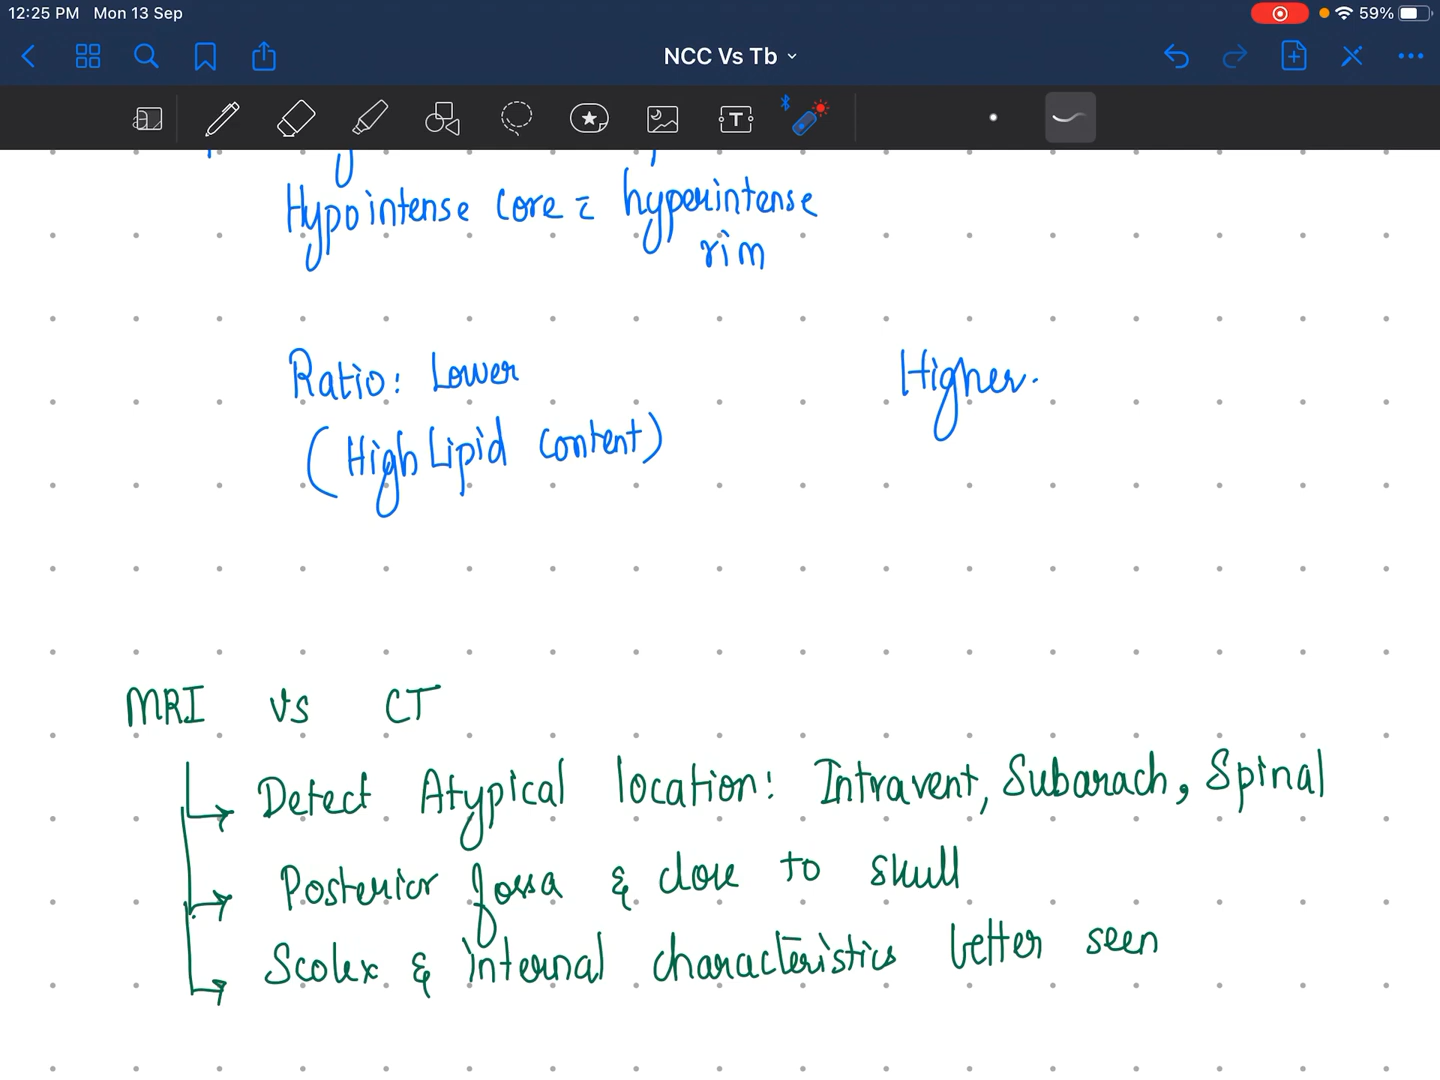 12:25 PM Mon 13 Sep
59%
NCC Vs Tb
T
Hypointense core c hyperintense
rim
Ratio: Lower
Higher.
(High Lipid content)
MRI vs CT
Detect Atypical location: Intravent, Subarach, Spinal
Posterior fossa & close to skull
Scolex & internal characteristics better seen